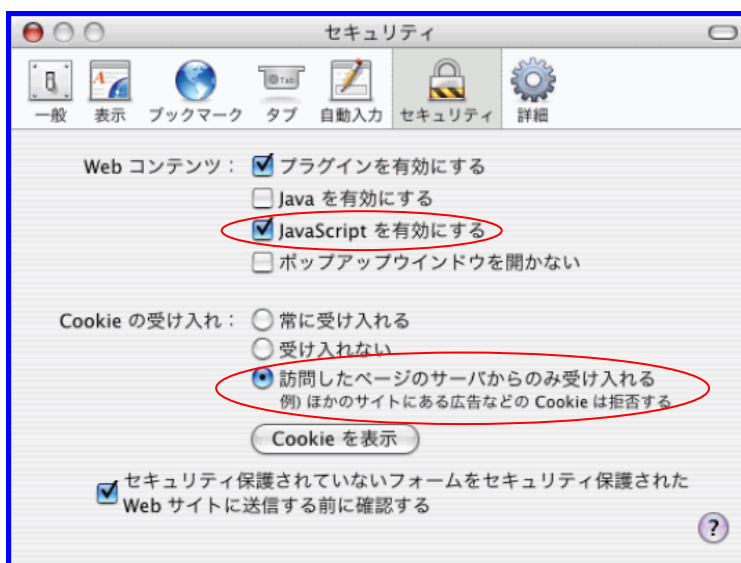 セキュリティ
Tab
一般 表示 ブックマーク タブ 自動入力 セキュリティ 詳細
Web コンテンツ： プラグインを有効にする
Java を有効にする
JavaScript を有効にする
ポップアップウインドウを開かない
Cookie の受け入れ： 常に受け入れる
受け入れない
訪問したページのサーバからのみ受け入れる
例) ほかのサイトにある広告などの Cookie は拒否する
Cookie を表示
セキュリティ保護されていないフォームをセキュリティ保護された
Web サイトに送信する前に確認する
?